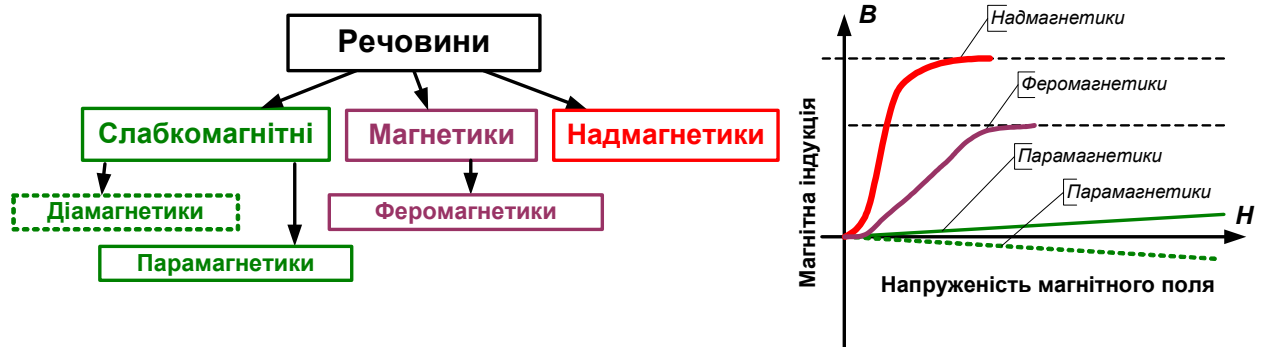 Речовини
Слабкомагнітні
Магнетики
Надмагнетики
Діамагнетики
Феромагнетики
Парамагнетики
B
Надмагнетики
Феромагнетики
Парамагнетики
Парамагнетики
H
Магнітна індукція
Напруженість магнітного поля